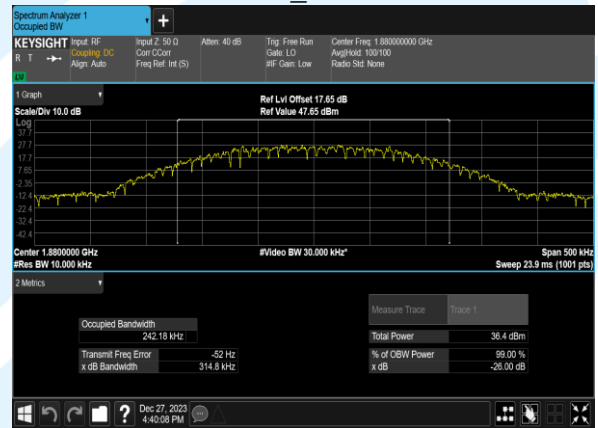 Spectrum Analyzer 1
Occupied BW
+
KEYSIGHT
R T
LV
Input: RF
Coupling: DC
Align: Auto
Input Z: 50 Ω
Corr CCorr
Freq Ref: Int (S)
Atten: 40 dB
Trig: Free Run
Gate: LO
#IF Gain: Low
Center Freq: 1.880000000 GHz
Avg|Hold: 100/100
Radio Std: None
1 Graph
Scale/Div 10.0 dB
Ref Lvl Offset 17.65 dB
Ref Value 47.65 dBm
Log
37.7
27.7
17.7
7.65
-2.35
-12.4
-22.4
-32.4
-42.4
Center 1.8800000 GHz
#Res BW 10.000 kHz
#Video BW 30.000 kHz*
Span 500 kHz
Sweep 23.9 ms (1001 pts)
2 Metrics
Measure Trace
Trace 1
Occupied Bandwidth
242.18 kHz
Total Power
36.4 dBm
Transmit Freq Error
-52 Hz
% of OBW Power
99.00 %
x dB Bandwidth
314.8 kHz
x dB
-26.00 dB
?
Dec 27, 2023
4:40:08 PM